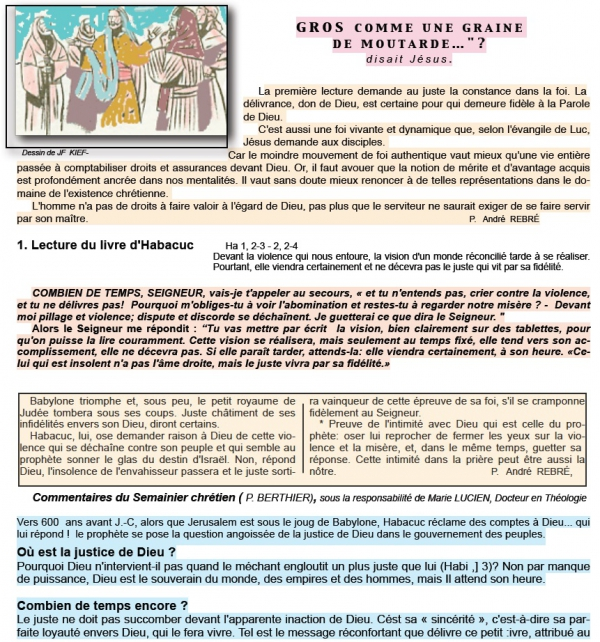 GROS COMME UNE GRAINE
DE MOUTARDE..."?
disait Jésus.
La première lecture demande au juste la constance dans la foi. La
délivrance, don de Dieu, est certaine pour qui demeure fidèle à la Parole
de Dieu.
C'est aussi une foi vivante et dynamique que, selon l'évangile de Luc,
Jésus demande aux disciples.
Dessin de JF KIEF-
Car le moindre mouvement de foi authentique vaut mieux qu'une vie entière
passée à comptabiliser droits et assurances devant Dieu. Or, il faut avouer que la notion de mérite et d'avantage acquis
est profondément ancrée dans nos mentalités. Il vaut sans doute mieux renoncer à de telles représentations dans le do-
maine de l'existence chrétienne.
L'homme n'a pas de droits à faire valoir à l'égard de Dieu, pas plus que le serviteur ne saurait exiger de se faire servir
par son maître. P. André REBRÉ
1. Lecture du livre d'Habacuc Ha 1, 2-3 - 2, 2-4
Devant la violence qui nous entoure, la vision d'un monde réconcilié tarde à se réaliser.
Pourtant, elle viendra certainement et ne décevra pas le juste qui vit par sa fidélité.
COMBIEN DE TEMPS, SEIGNEUR, vais-je t'appeler au secours, « et tu n'entends pas, crier contre la violence,
et tu ne délivres pas! Pourquoi m'obliges-tu à voir l'abomination et restes-tu à regarder notre misère ? - Devant
moi pillage et violence; dispute et discorde se déchaînent. Je guetterai ce que dira le Seigneur. "
Alors le Seigneur me répondit : "Tu vas mettre par écrit la vision, bien clairement sur des tablettes, pour
qu'on puisse la lire couramment. Cette vision se réalisera, mais seulement au temps fixé, elle tend vers son ac-
complissement, elle ne décevra pas. Si elle paraît tarder, attends-la: elle viendra certainement, à son heure. «Ce-
lui qui est insolent n'a pas l'âme droite, mais le juste vivra par sa fidélité.»
Babylone triomphe et, sous peu, le petit royaume de
Judée tombera sous ses coups. Juste châtiment de ses
infidélités envers son Dieu, diront certains.
Habacuc, lui, ose demander raison à Dieu de cette vio-
lence qui se déchaîne contre son peuple et qui semble au
prophète sonner le glas du destin d'Israël. Non, répond
Dieu, l'insolence de l'envahisseur passera et le juste sorti-
ra vainqueur de cette épreuve de sa foi, s'il se cramponne
fidèlement au Seigneur.
* Preuve de l'intimité avec Dieu qui est celle du pro-
phète: oser lui reprocher de fermer les yeux sur la vio-
lence et la misère, et, dans le même temps, guetter sa
réponse. Cette intimité dans la prière peut être aussi la
nôtre. P. André REBRÉ,
Commentaires du Semainier chrétien ( P. BERTHIER), sous la responsabilité de Marie LUCIEN, Docteur en Théologie
Vers 600 ans avant J.-C, alors que Jerusalem est sous le joug de Babylone, Habacuc réclame des comptes à Dieu... qui
lui répond ! le prophète se pose la question angoissée de la justice de Dieu dans le gouvernement des peuples.
Où est la justice de Dieu ?
Pourquoi Dieu n'intervient-il pas quand le méchant engloutit un plus juste que lui (Habi ,] 3)? Non par manque
de puissance, Dieu est le souverain du monde, des empires et des hommes, mais Il attend son heure.
Combien de temps encore ?
Le juste ne doit pas succomber devant l'apparente inaction de Dieu. Cést sa « sincérité », c'est-à-dire sa par-
faite loyauté envers Dieu, qui le fera vivre. Tel est le message réconfortant que délivre ce petit :ivre, attribué au